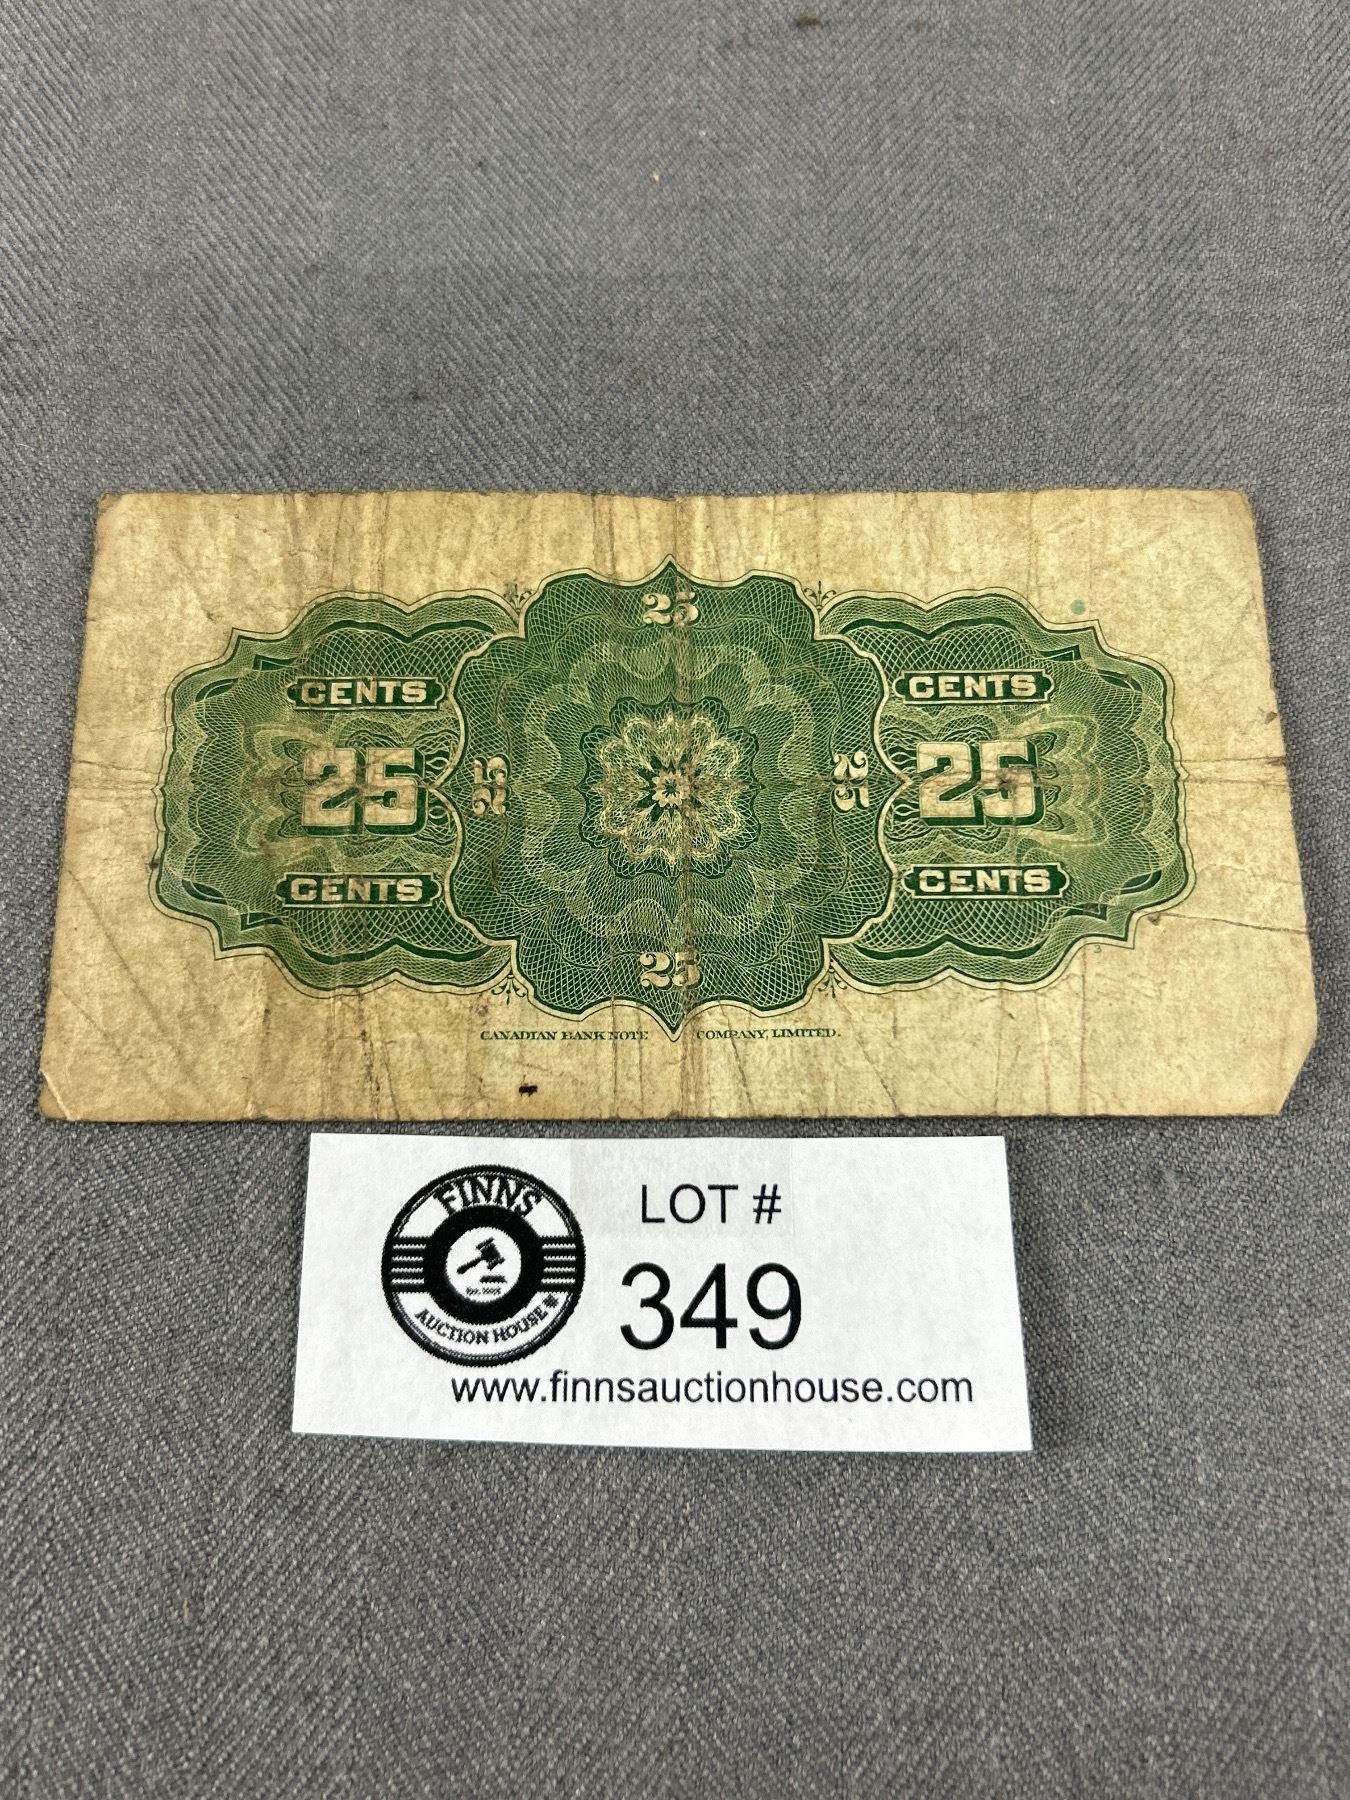 25
CENTS CENTS
25 25 25 25
CENTS CENTS
25
CANADIAN BANK NOTE COMPANY, LIMITED.
FINNS
AUCTION HOUSE
LOT #
349
www.finnsauctionhouse.com